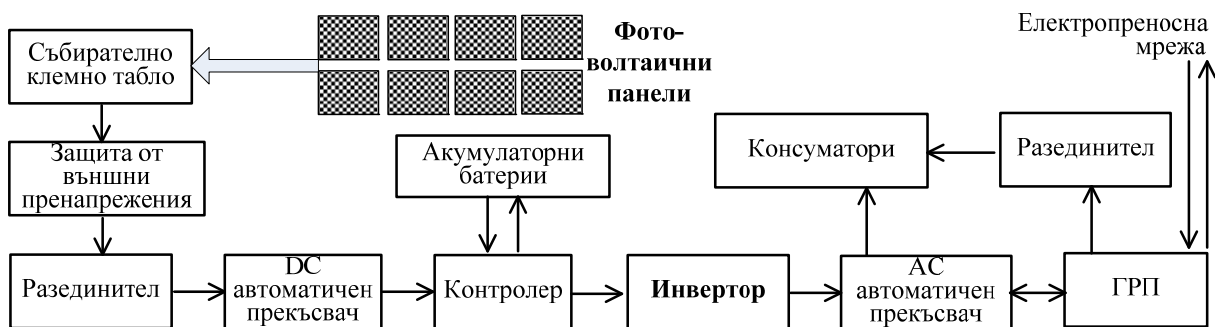 Събирателно
клемно табло
Фото-
волтаични
панели
Електропреносна
мрежа
Защита от
външни
пренапрежения
Акумулаторни
батерии
Консуматори
Разединител
Разединител
DC
автоматичен
прекъсвач
Контролер
Инвертор
AC
автоматичен
прекъсвач
ГРП